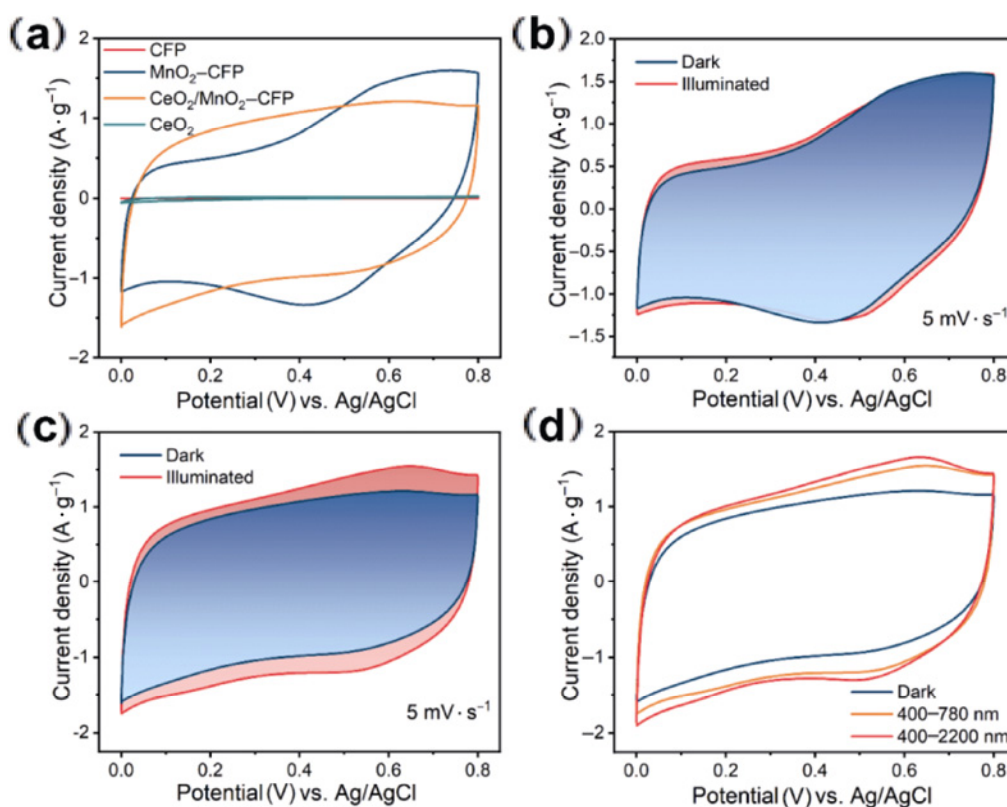 (a)
2
1
0
−1
−2
Current density (A·g⁻¹)
CFP
MnO₂–CFP
CeO₂/MnO₂–CFP
CeO₂
0.0 0.2 0.4 0.6 0.8
Potential (V) vs. Ag/AgCl
(b)
2.0
1.5
1.0
0.5
0.0
−0.5
−1.0
−1.5
Current density (A·g⁻¹)
Dark
Illuminated
5 mV·s⁻¹
0.0 0.2 0.4 0.6 0.8
Potential (V) vs. Ag/AgCl
(c)
2
1
0
−1
−2
Current density (A·g⁻¹)
Dark
Illuminated
5 mV·s⁻¹
0.0 0.2 0.4 0.6 0.8
Potential (V) vs. Ag/AgCl
(d)
2
1
0
−1
−2
Current density (A·g⁻¹)
Dark
400–780 nm
400–2200 nm
0.0 0.2 0.4 0.6 0.8
Potential (V) vs. Ag/AgCl